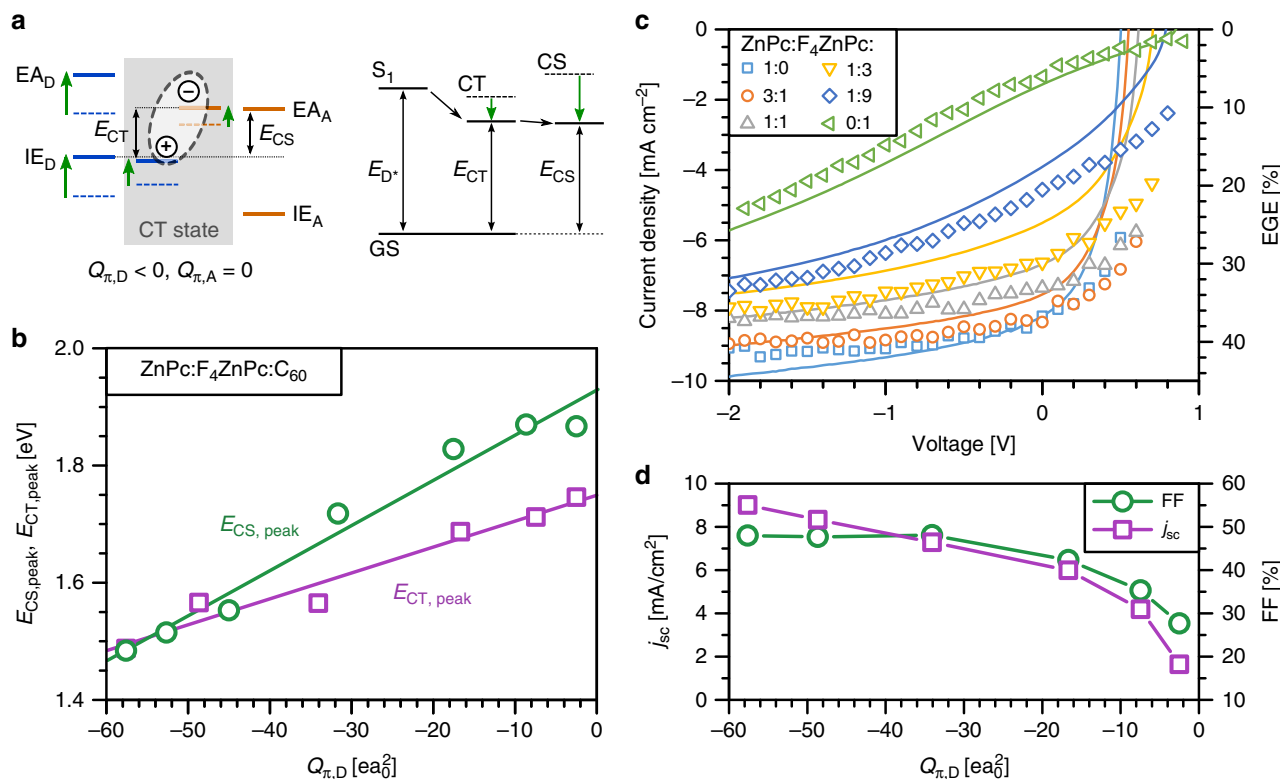 a
EA_D
IE_D
E_CT
−
+
EA_A
E_CS
IE_A
CT state
Q_π,D < 0, Q_π,A = 0
S_1
CT
CS
E_D*
E_CT
E_CS
GS
b
ZnPc:F_4ZnPc:C_60
E_CS,peak, E_CT,peak [eV]
2.0
1.8
1.6
1.4
E_CS, peak
E_CT, peak
−60 −50 −40 −30 −20 −10 0
Q_π,D [ea_0^2]
c
ZnPc:F_4ZnPc:
1:0 1:3
3:1 1:9
1:1 0:1
Current density [mA cm^−2]
0
−2
−4
−6
−8
−10
EGE [%]
0
10
20
30
40
−2 −1 0 1
Voltage [V]
d
FF
j_sc
j_sc [mA/cm^2]
10
8
6
4
2
0
FF [%]
60
50
40
30
20
10
−60 −50 −40 −30 −20 −10 0
Q_π,D [ea_0^2]